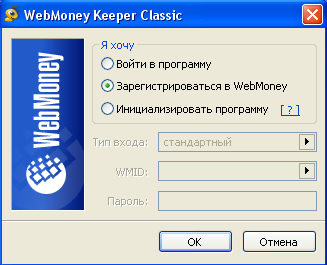 WebMoney Keeper Classic
WebMoney
Я хочу
Войти в программу
Зарегистрироваться в WebMoney
Инициализировать программу [ ? ]
Тип входа: стандартный
WMID:
Пароль:
OK Отмена